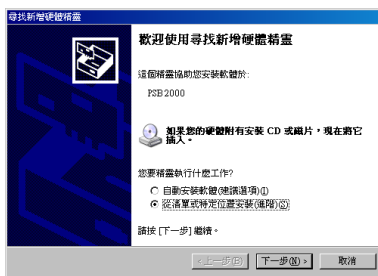 尋找新增硬體精靈
歡迎使用尋找新增硬體精靈
這個精靈協助您安裝軟體於:
PSB2000
如果您的硬體附有安裝 CD 或磁片，現在將它
插入。
您要精靈執行什麼工作?
自動安裝軟體(建議選項)(I)
從清單或特定位置安裝(進階)(S)
請按 [下一步] 繼續。
<上一步(B) 下一步(N) > 取消